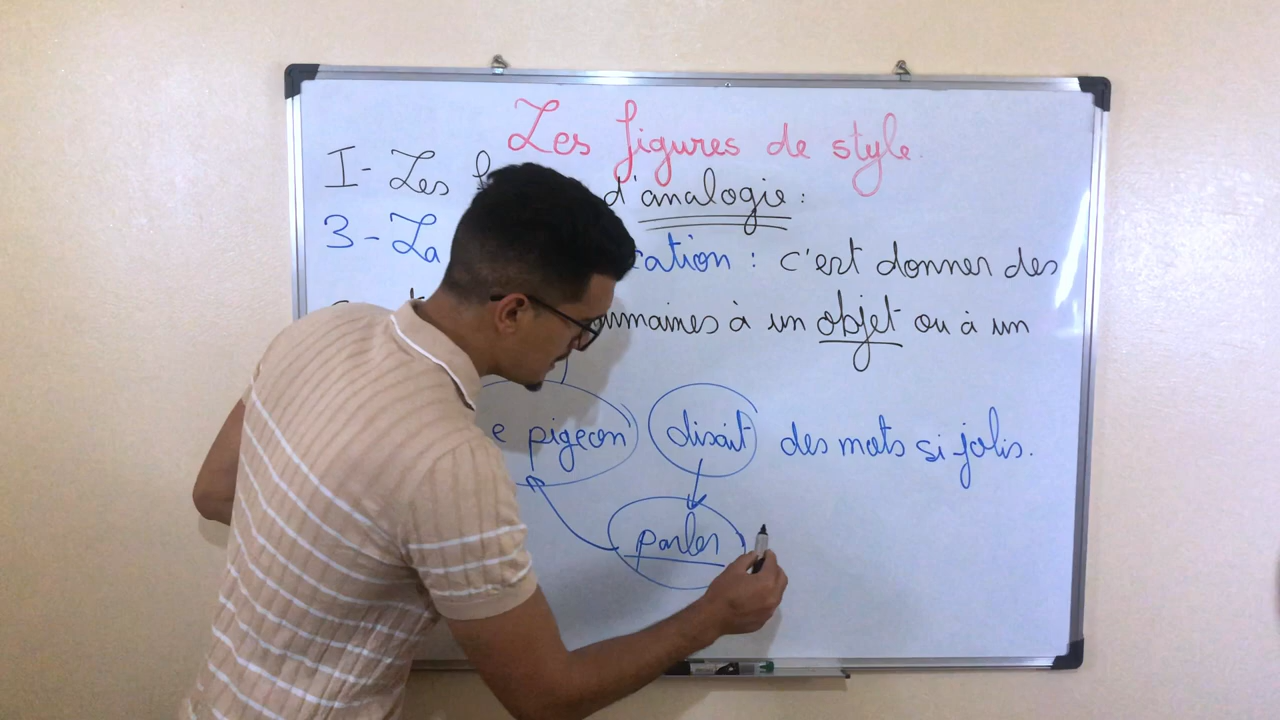 Les figures de style
I- Les d'analogie :
3- La cation : c'est donner des
humaines à un objet ou à un
e pigeon disait des mots si jolis.
parler